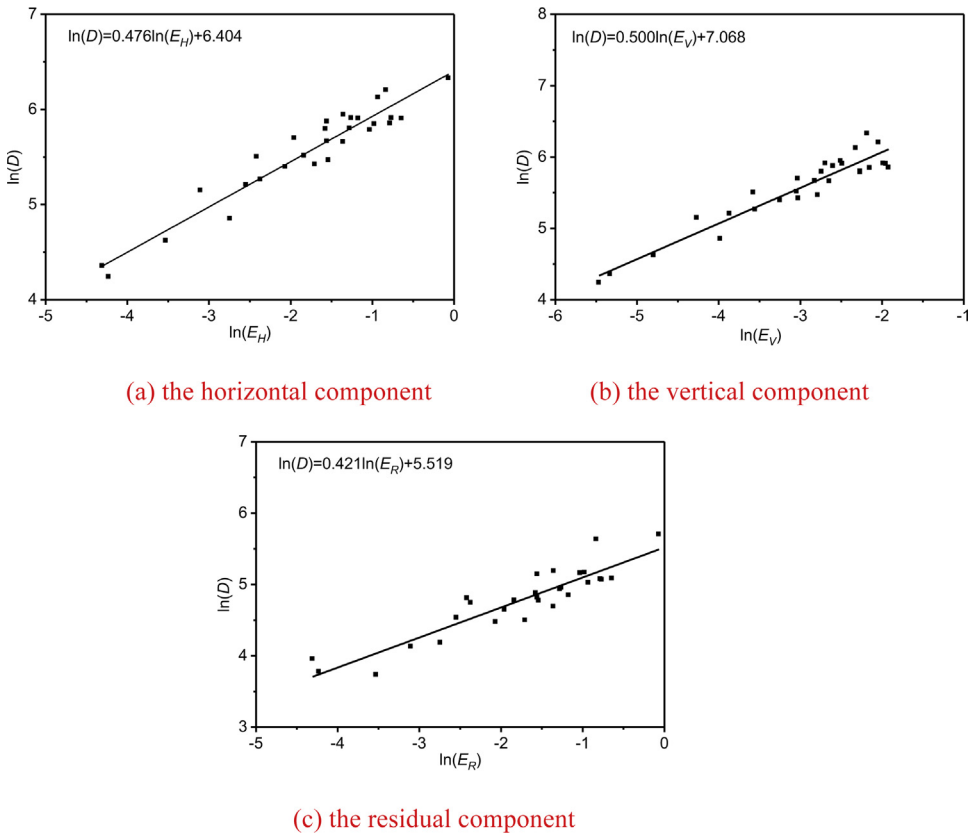 ln(D)=0.476ln(E_H)+6.404
7
6
5
4
ln(D)
-5 -4 -3 -2 -1 0
ln(E_H)
(a) the horizontal component
ln(D)=0.500ln(E_V)+7.068
8
7
6
5
4
ln(D)
-6 -5 -4 -3 -2 -1
ln(E_V)
(b) the vertical component
ln(D)=0.421ln(E_R)+5.519
7
6
5
4
3
ln(D)
-5 -4 -3 -2 -1 0
ln(E_R)
(c) the residual component